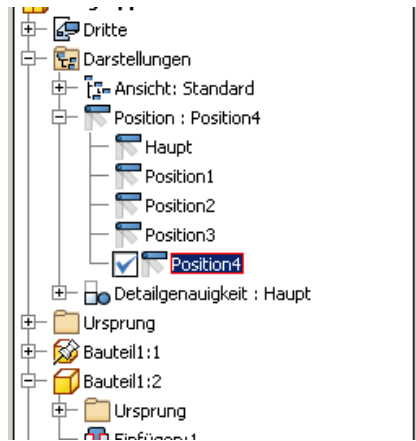 Dritte
Darstellungen
Ansicht: Standard
Position : Position4
Haupt
Position1
Position2
Position3
Position4
Detailgenauigkeit : Haupt
Ursprung
Bauteil1:1
Bauteil1:2
Ursprung
Einfügen:1